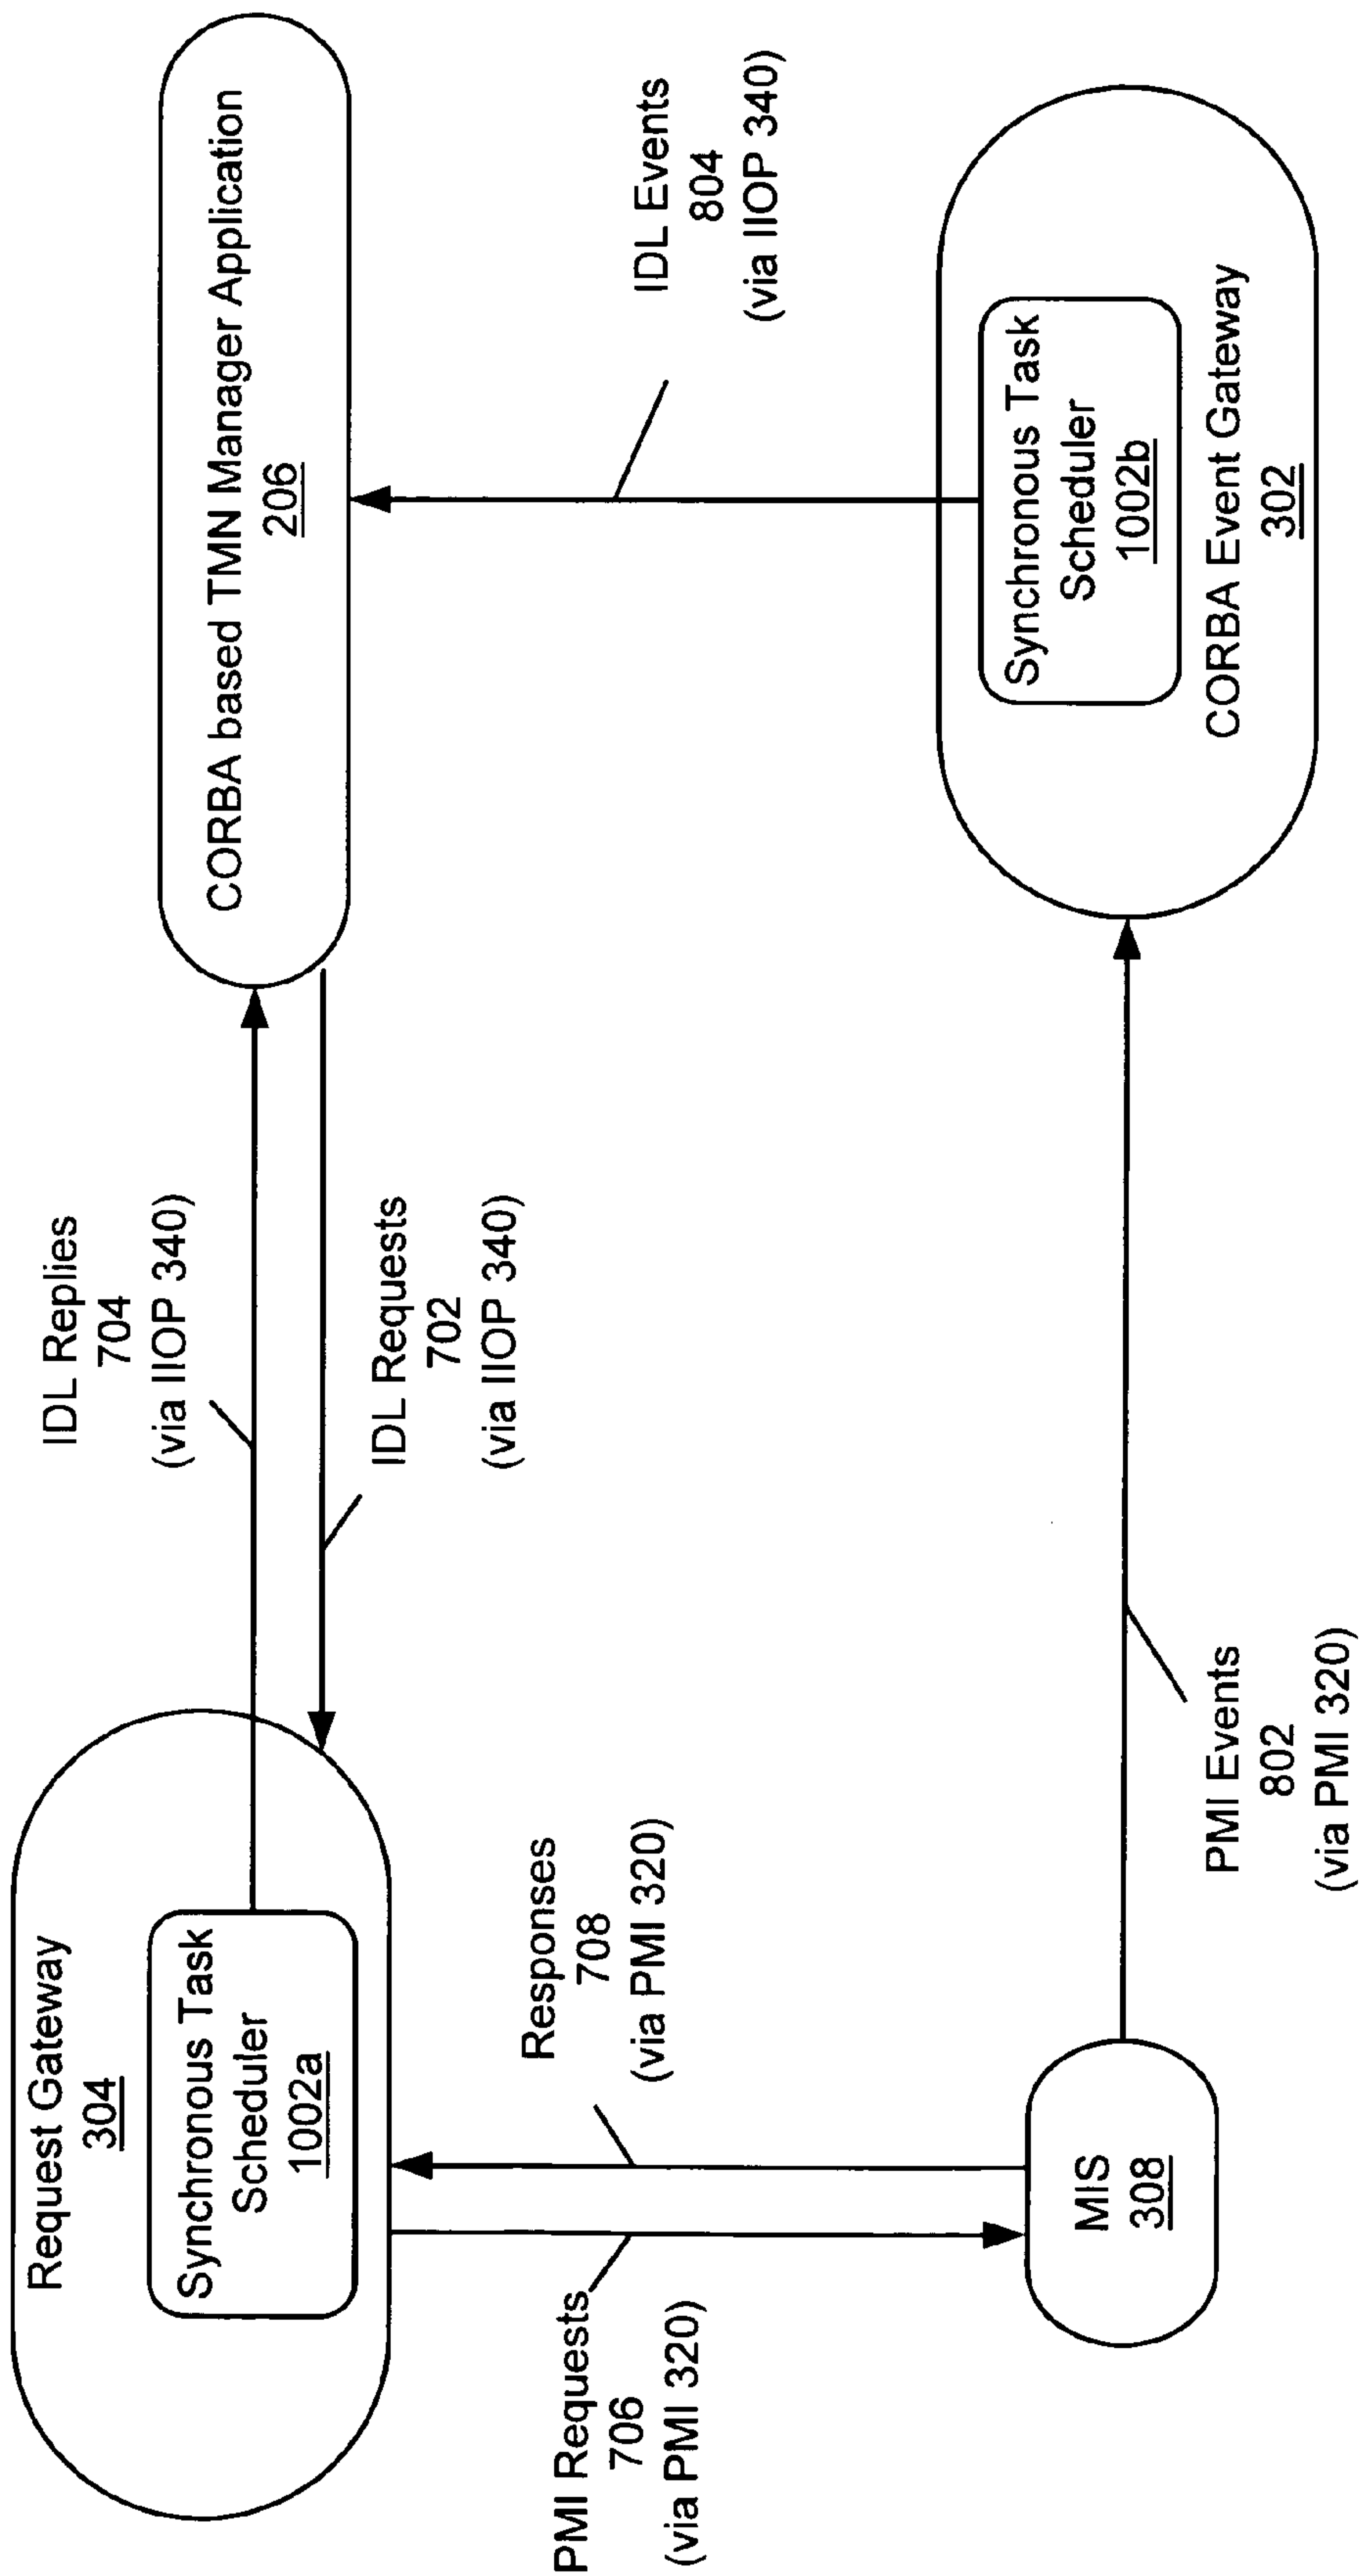 Request Gateway
304
Synchronous Task
Scheduler
1002a
IDL Replies
704
(via IIOP 340)
IDL Requests
702
(via IIOP 340)
CORBA based TMN Manager Application
206
PMI Requests
706
(via PMI 320)
Responses
708
(via PMI 320)
IDL Events
804
(via IIOP 340)
MIS
308
PMI Events
802
(via PMI 320)
Synchronous Task
Scheduler
1002b
CORBA Event Gateway
302